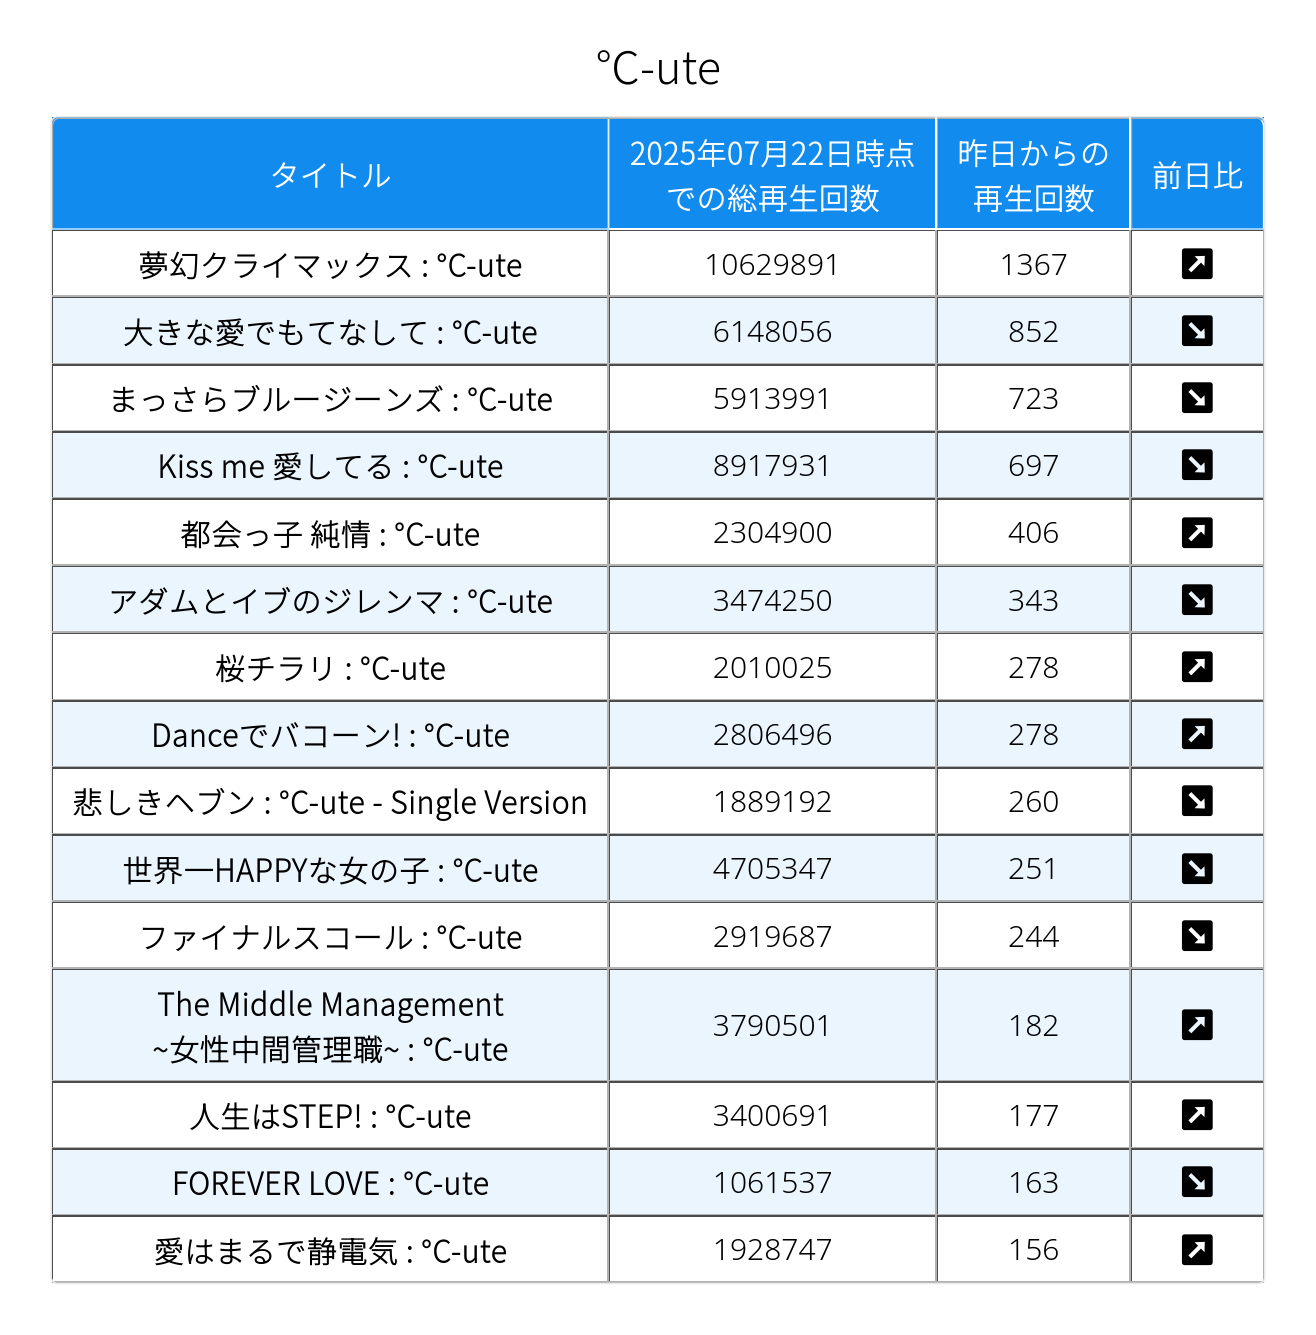 ℃-ute
タイトル
2025年07月22日時点
での総再生回数
昨日からの
再生回数
前日比
夢幻クライマックス : ℃-ute 10629891 1367
大きな愛でもてなして : ℃-ute 6148056 852
まっさらブルージーンズ : ℃-ute 5913991 723
Kiss me 愛してる : ℃-ute 8917931 697
都会っ子 純情 : ℃-ute 2304900 406
アダムとイブのジレンマ : ℃-ute 3474250 343
桜チラリ : ℃-ute 2010025 278
Danceでバコーン! : ℃-ute 2806496 278
悲しきヘブン : ℃-ute - Single Version 1889192 260
世界一HAPPYな女の子 : ℃-ute 4705347 251
ファイナルスコール : ℃-ute 2919687 244
The Middle Management
~女性中間管理職~ : ℃-ute 3790501 182
人生はSTEP! : ℃-ute 3400691 177
FOREVER LOVE : ℃-ute 1061537 163
愛はまるで静電気 : ℃-ute 1928747 156